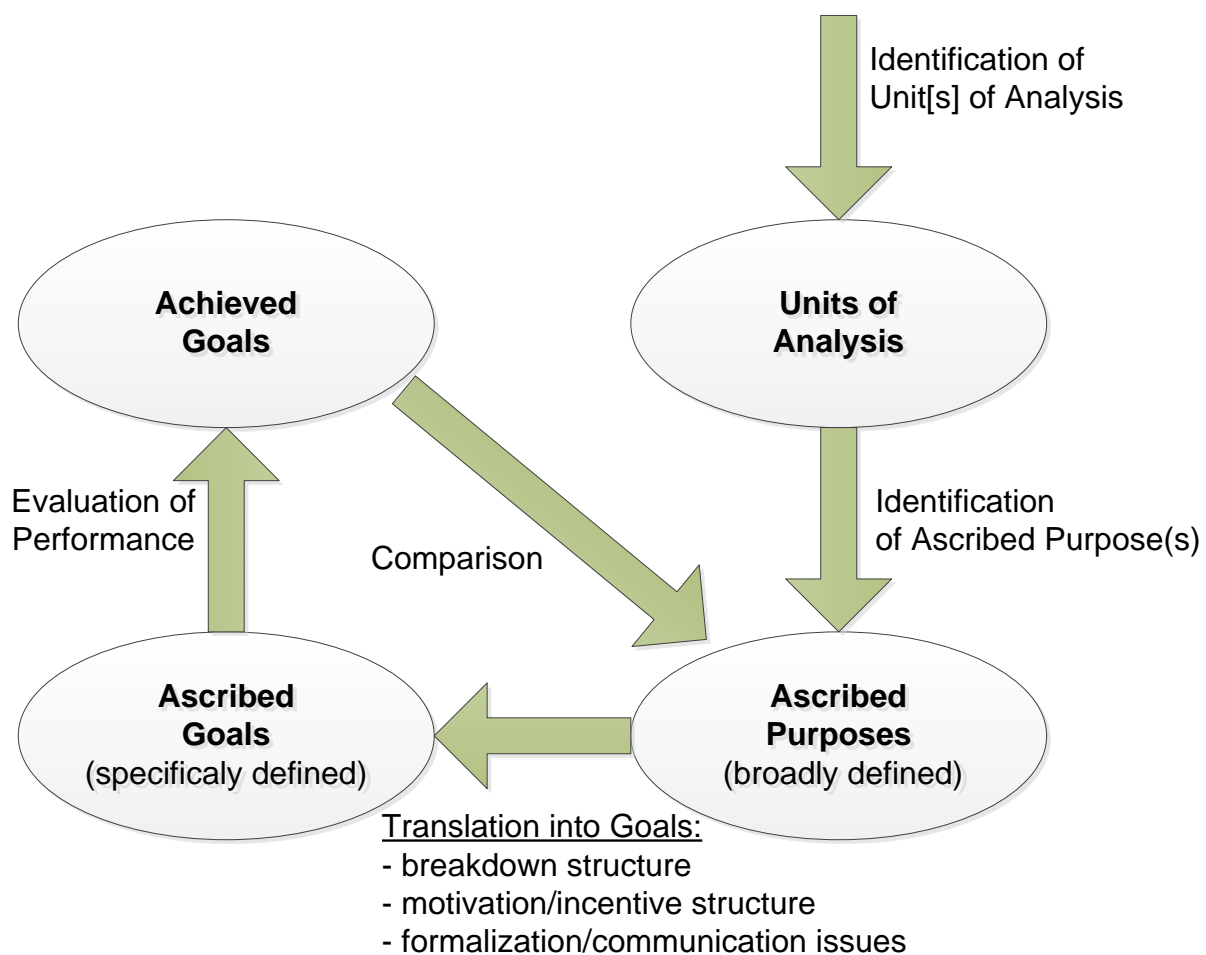 Identification of
Unit[s] of Analysis
Achieved
Goals
Units of
Analysis
Evaluation of
Performance
Comparison
Identification
of Ascribed Purpose(s)
Ascribed
Goals
(specificaly defined)
Ascribed
Purposes
(broadly defined)
Translation into Goals:
- breakdown structure
- motivation/incentive structure
- formalization/communication issues